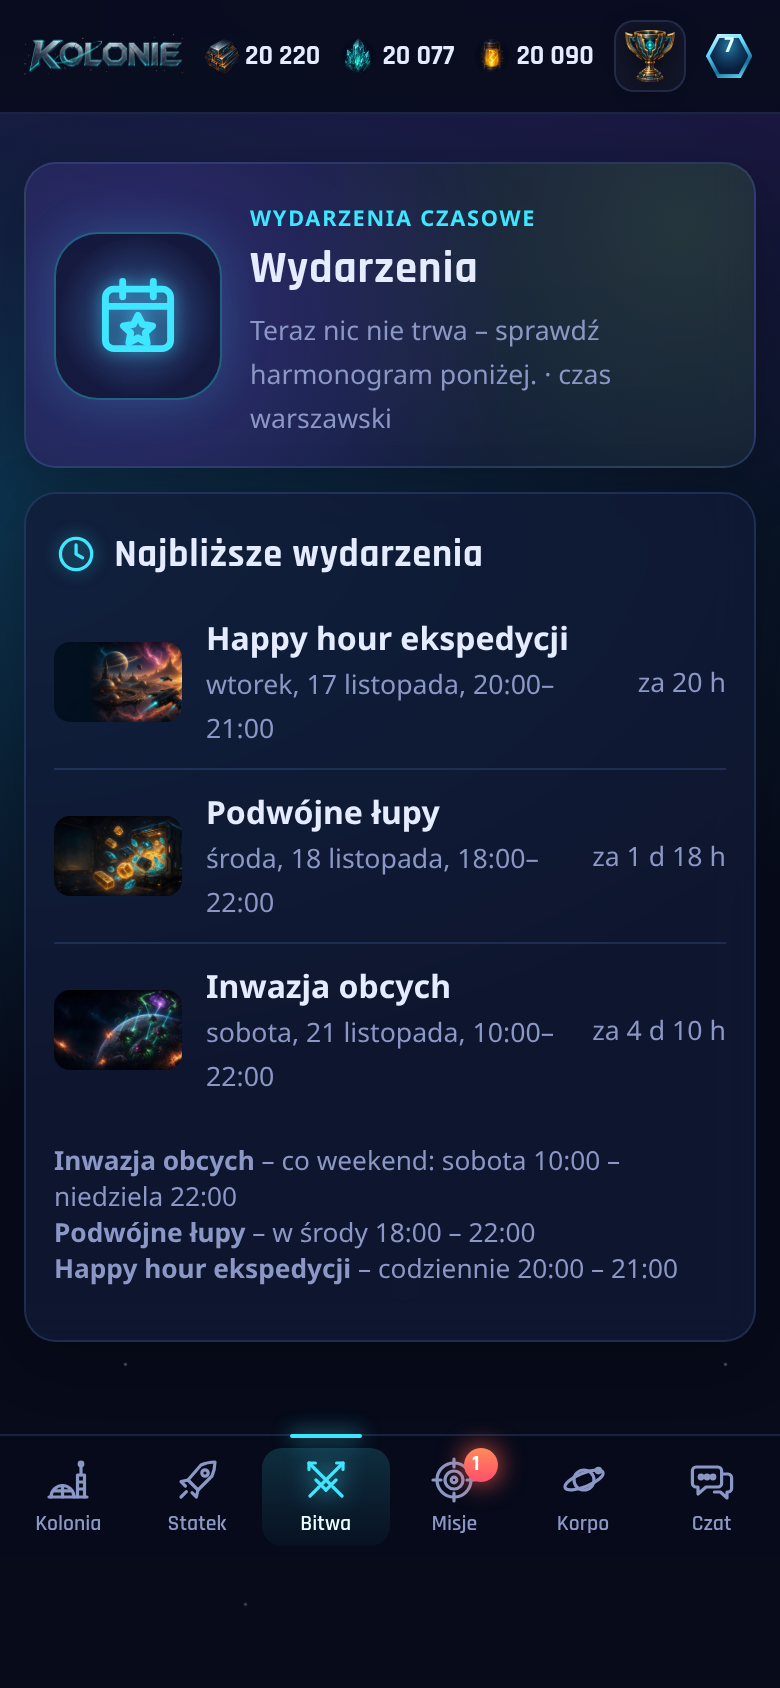 KOLONIE
20 220
20 077
20 090
7
WYDARZENIA CZASOWE
Wydarzenia
Teraz nic nie trwa – sprawdź
harmonogram poniżej. · czas
warszawski
Najbliższe wydarzenia
Happy hour ekspedycji
wtorek, 17 listopada, 20:00–
21:00
za 20 h
Podwójne łupy
środa, 18 listopada, 18:00–
22:00
za 1 d 18 h
Inwazja obcych
sobota, 21 listopada, 10:00–
22:00
za 4 d 10 h
Inwazja obcych – co weekend: sobota 10:00 –
niedziela 22:00
Podwójne łupy – w środy 18:00 – 22:00
Happy hour ekspedycji – codziennie 20:00 – 21:00
1
Kolonia
Statek
Bitwa
Misje
Korpo
Czat